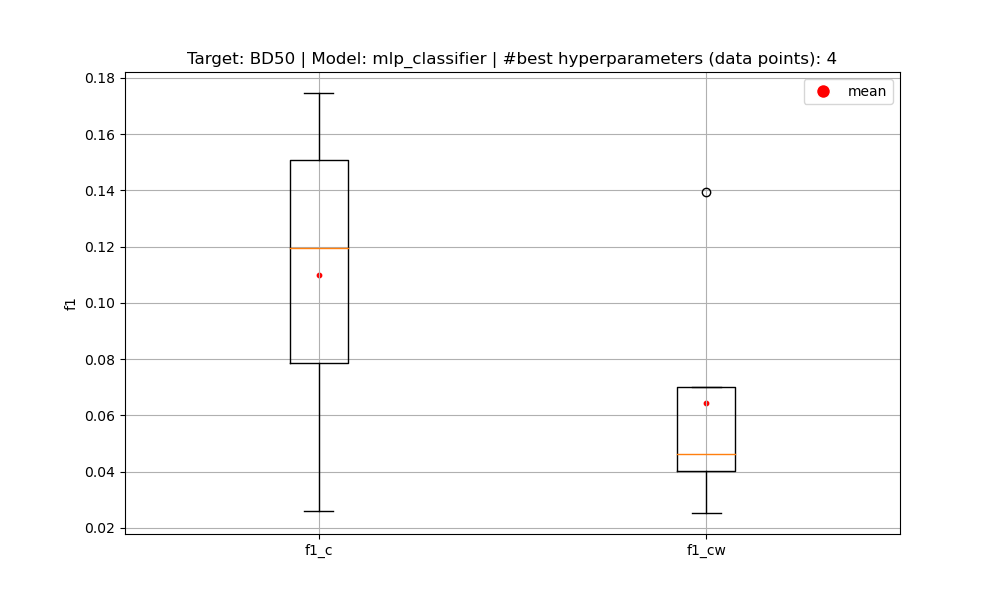 Target: BD50 | Model: mlp_classifier | #best hyperparameters (data points): 4
mean
f1
0.18
0.16
0.14
0.12
0.10
0.08
0.06
0.04
0.02
f1_c
f1_cw